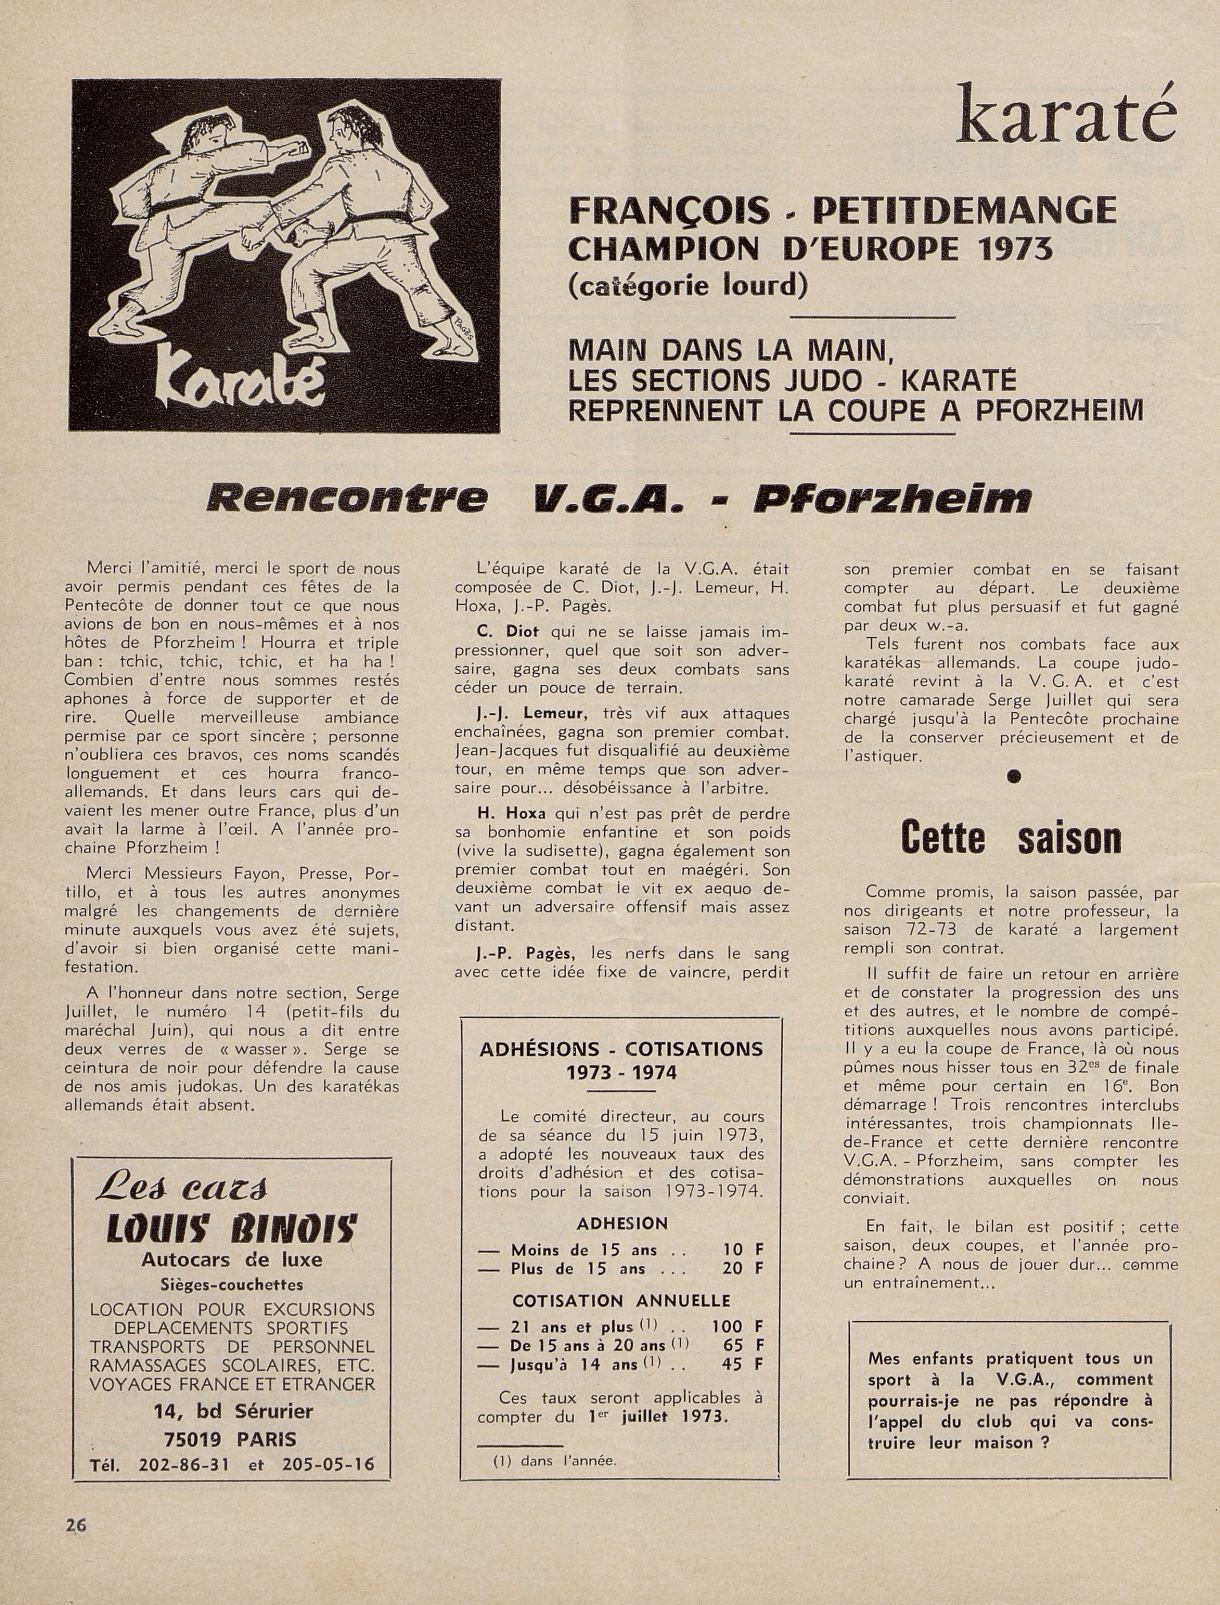 karaté
PAGÈS
Karaté
FRANÇOIS - PETITDEMANGE
CHAMPION D'EUROPE 1973
(catégorie lourd)
MAIN DANS LA MAIN,
LES SECTIONS JUDO - KARATÉ
REPRENNENT LA COUPE A PFORZHEIM
Rencontre V.G.A. - Pforzheim
Merci l'amitié, merci le sport de nous
avoir permis pendant ces fêtes de la
Pentecôte de donner tout ce que nous
avions de bon en nous-mêmes et à nos
hôtes de Pforzheim ! Hourra et triple
ban : tchic, tchic, tchic, et ha ha !
Combien d'entre nous sommes restés
aphones à force de supporter et de
rire. Quelle merveilleuse ambiance
permise par ce sport sincère ; personne
n'oubliera ces bravos, ces noms scandés
longuement et ces hourra franco-
allemands. Et dans leurs cars qui de-
vaient les mener outre France, plus d'un
avait la larme à l'œil. A l'année pro-
chaine Pforzheim !
Merci Messieurs Fayon, Presse, Por-
tillo, et à tous les autres anonymes
malgré les changements de dernière
minute auxquels vous avez été sujets,
d'avoir si bien organisé cette mani-
festation.
A l'honneur dans notre section, Serge
Juillet, le numéro 14 (petit-fils du
maréchal Juin), qui nous a dit entre
deux verres de « wasser ». Serge se
ceintura de noir pour défendre la cause
de nos amis judokas. Un des karatékas
allemands était absent.
Les cars
LOUIS BINOIS
Autocars de luxe
Sièges-couchettes
LOCATION POUR EXCURSIONS
DEPLACEMENTS SPORTIFS
TRANSPORTS DE PERSONNEL
RAMASSAGES SCOLAIRES, ETC.
VOYAGES FRANCE ET ETRANGER
14, bd Sérurier
75019 PARIS
Tél. 202-86-31 et 205-05-16
L'équipe karaté de la V.G.A. était
composée de C. Diot, J.-J. Lemeur, H.
Hoxa, J.-P. Pagès.
C. Diot qui ne se laisse jamais im-
pressionner, quel que soit son adver-
saire, gagna ses deux combats sans
céder un pouce de terrain.
J.-J. Lemeur, très vif aux attaques
enchaînées, gagna son premier combat.
Jean-Jacques fut disqualifié au deuxième
tour, en même temps que son adver-
saire pour... désobéissance à l'arbitre.
H. Hoxa qui n'est pas prêt de perdre
sa bonhomie enfantine et son poids
(vive la sudisette), gagna également son
premier combat tout en maégéri. Son
deuxième combat le vit ex aequo de-
vant un adversaire offensif mais assez
distant.
J.-P. Pagès, les nerfs dans le sang
avec cette idée fixe de vaincre, perdit
ADHÉSIONS - COTISATIONS
1973 - 1974
Le comité directeur, au cours
de sa séance du 15 juin 1973,
a adopté les nouveaux taux des
droits d'adhésion et des cotisa-
tions pour la saison 1973-1974.
ADHESION
— Moins de 15 ans .. 10 F
— Plus de 15 ans ... 20 F
COTISATION ANNUELLE
— 21 ans et plus (1) .. 100 F
— De 15 ans à 20 ans (1) 65 F
— Jusqu'à 14 ans (1) .. 45 F
Ces taux seront applicables à
compter du 1er juillet 1973.
(1) dans l'année.
son premier combat en se faisant
compter au départ. Le deuxième
combat fut plus persuasif et fut gagné
par deux w.-a.
Tels furent nos combats face aux
karatékas allemands. La coupe judo-
karaté revint à la V.G.A. et c'est
notre camarade Serge Juillet qui sera
chargé jusqu'à la Pentecôte prochaine
de la conserver précieusement et de
l'astiquer.
Cette saison
Comme promis, la saison passée, par
nos dirigeants et notre professeur, la
saison 72-73 de karaté a largement
rempli son contrat.
Il suffit de faire un retour en arrière
et de constater la progression des uns
et des autres, et le nombre de compé-
titions auxquelles nous avons participé.
Il y a eu la coupe de France, là où nous
pûmes nous hisser tous en 32es de finale
et même pour certain en 16e. Bon
démarrage ! Trois rencontres interclubs
intéressantes, trois championnats Ile-
de-France et cette dernière rencontre
V.G.A. - Pforzheim, sans compter les
démonstrations auxquelles on nous
conviait.
En fait, le bilan est positif ; cette
saison, deux coupes, et l'année pro-
chaine ? A nous de jouer dur... comme
un entraînement...
Mes enfants pratiquent tous un
sport à la V.G.A., comment
pourrais-je ne pas répondre à
l'appel du club qui va cons-
truire leur maison ?
26